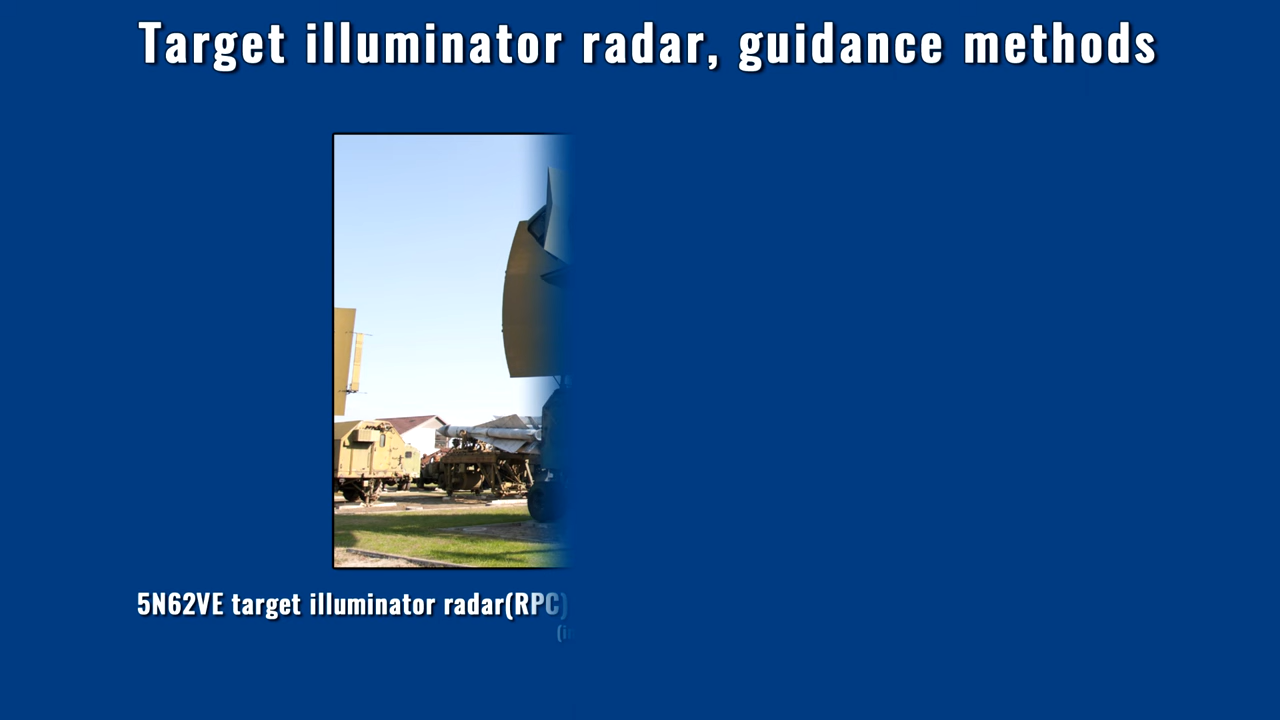 Target illuminator radar, guidance methods
5N62VE target illuminator radar(RPC)